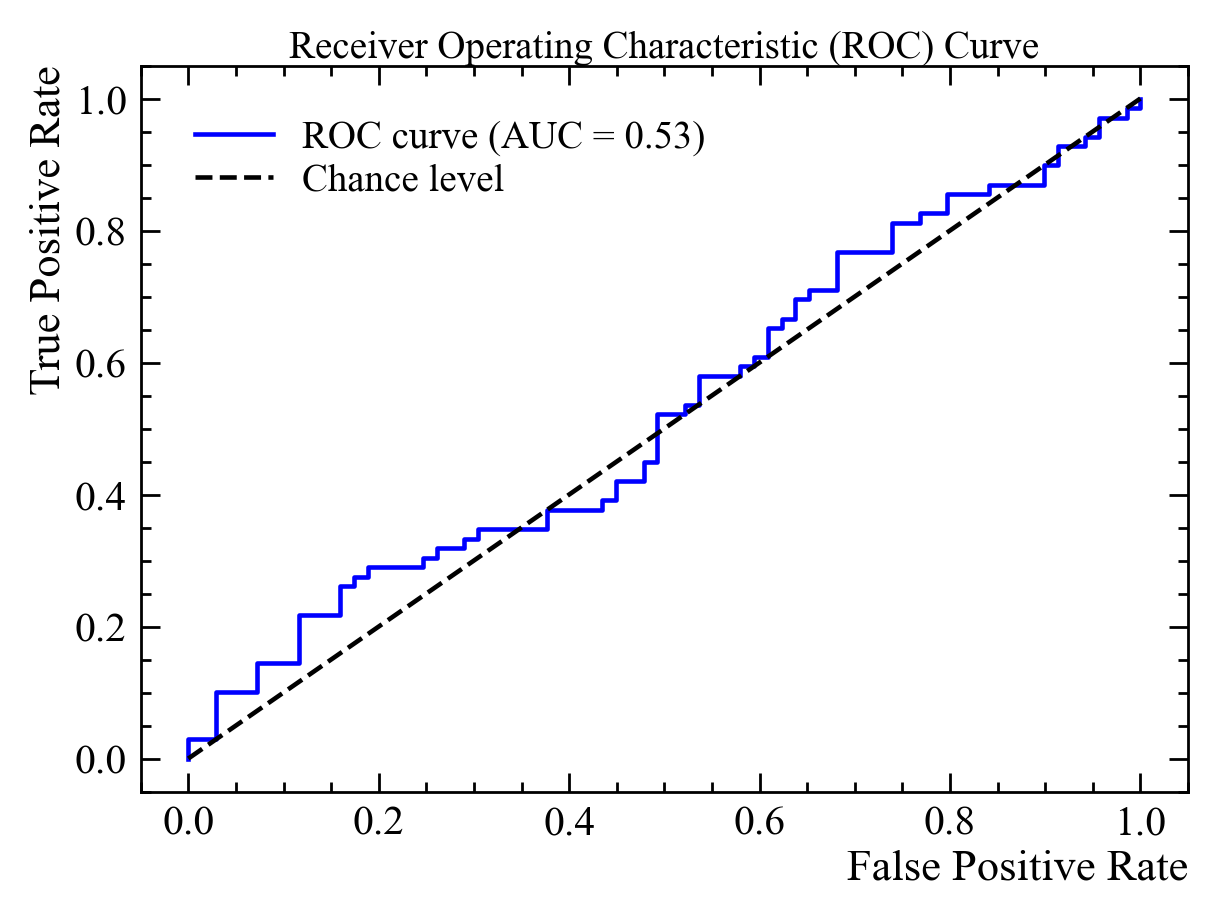 Receiver Operating Characteristic (ROC) Curve
True Positive Rate
1.0
0.8
0.6
0.4
0.2
0.0
ROC curve (AUC = 0.53)
Chance level
0.0 0.2 0.4 0.6 0.8 1.0
False Positive Rate